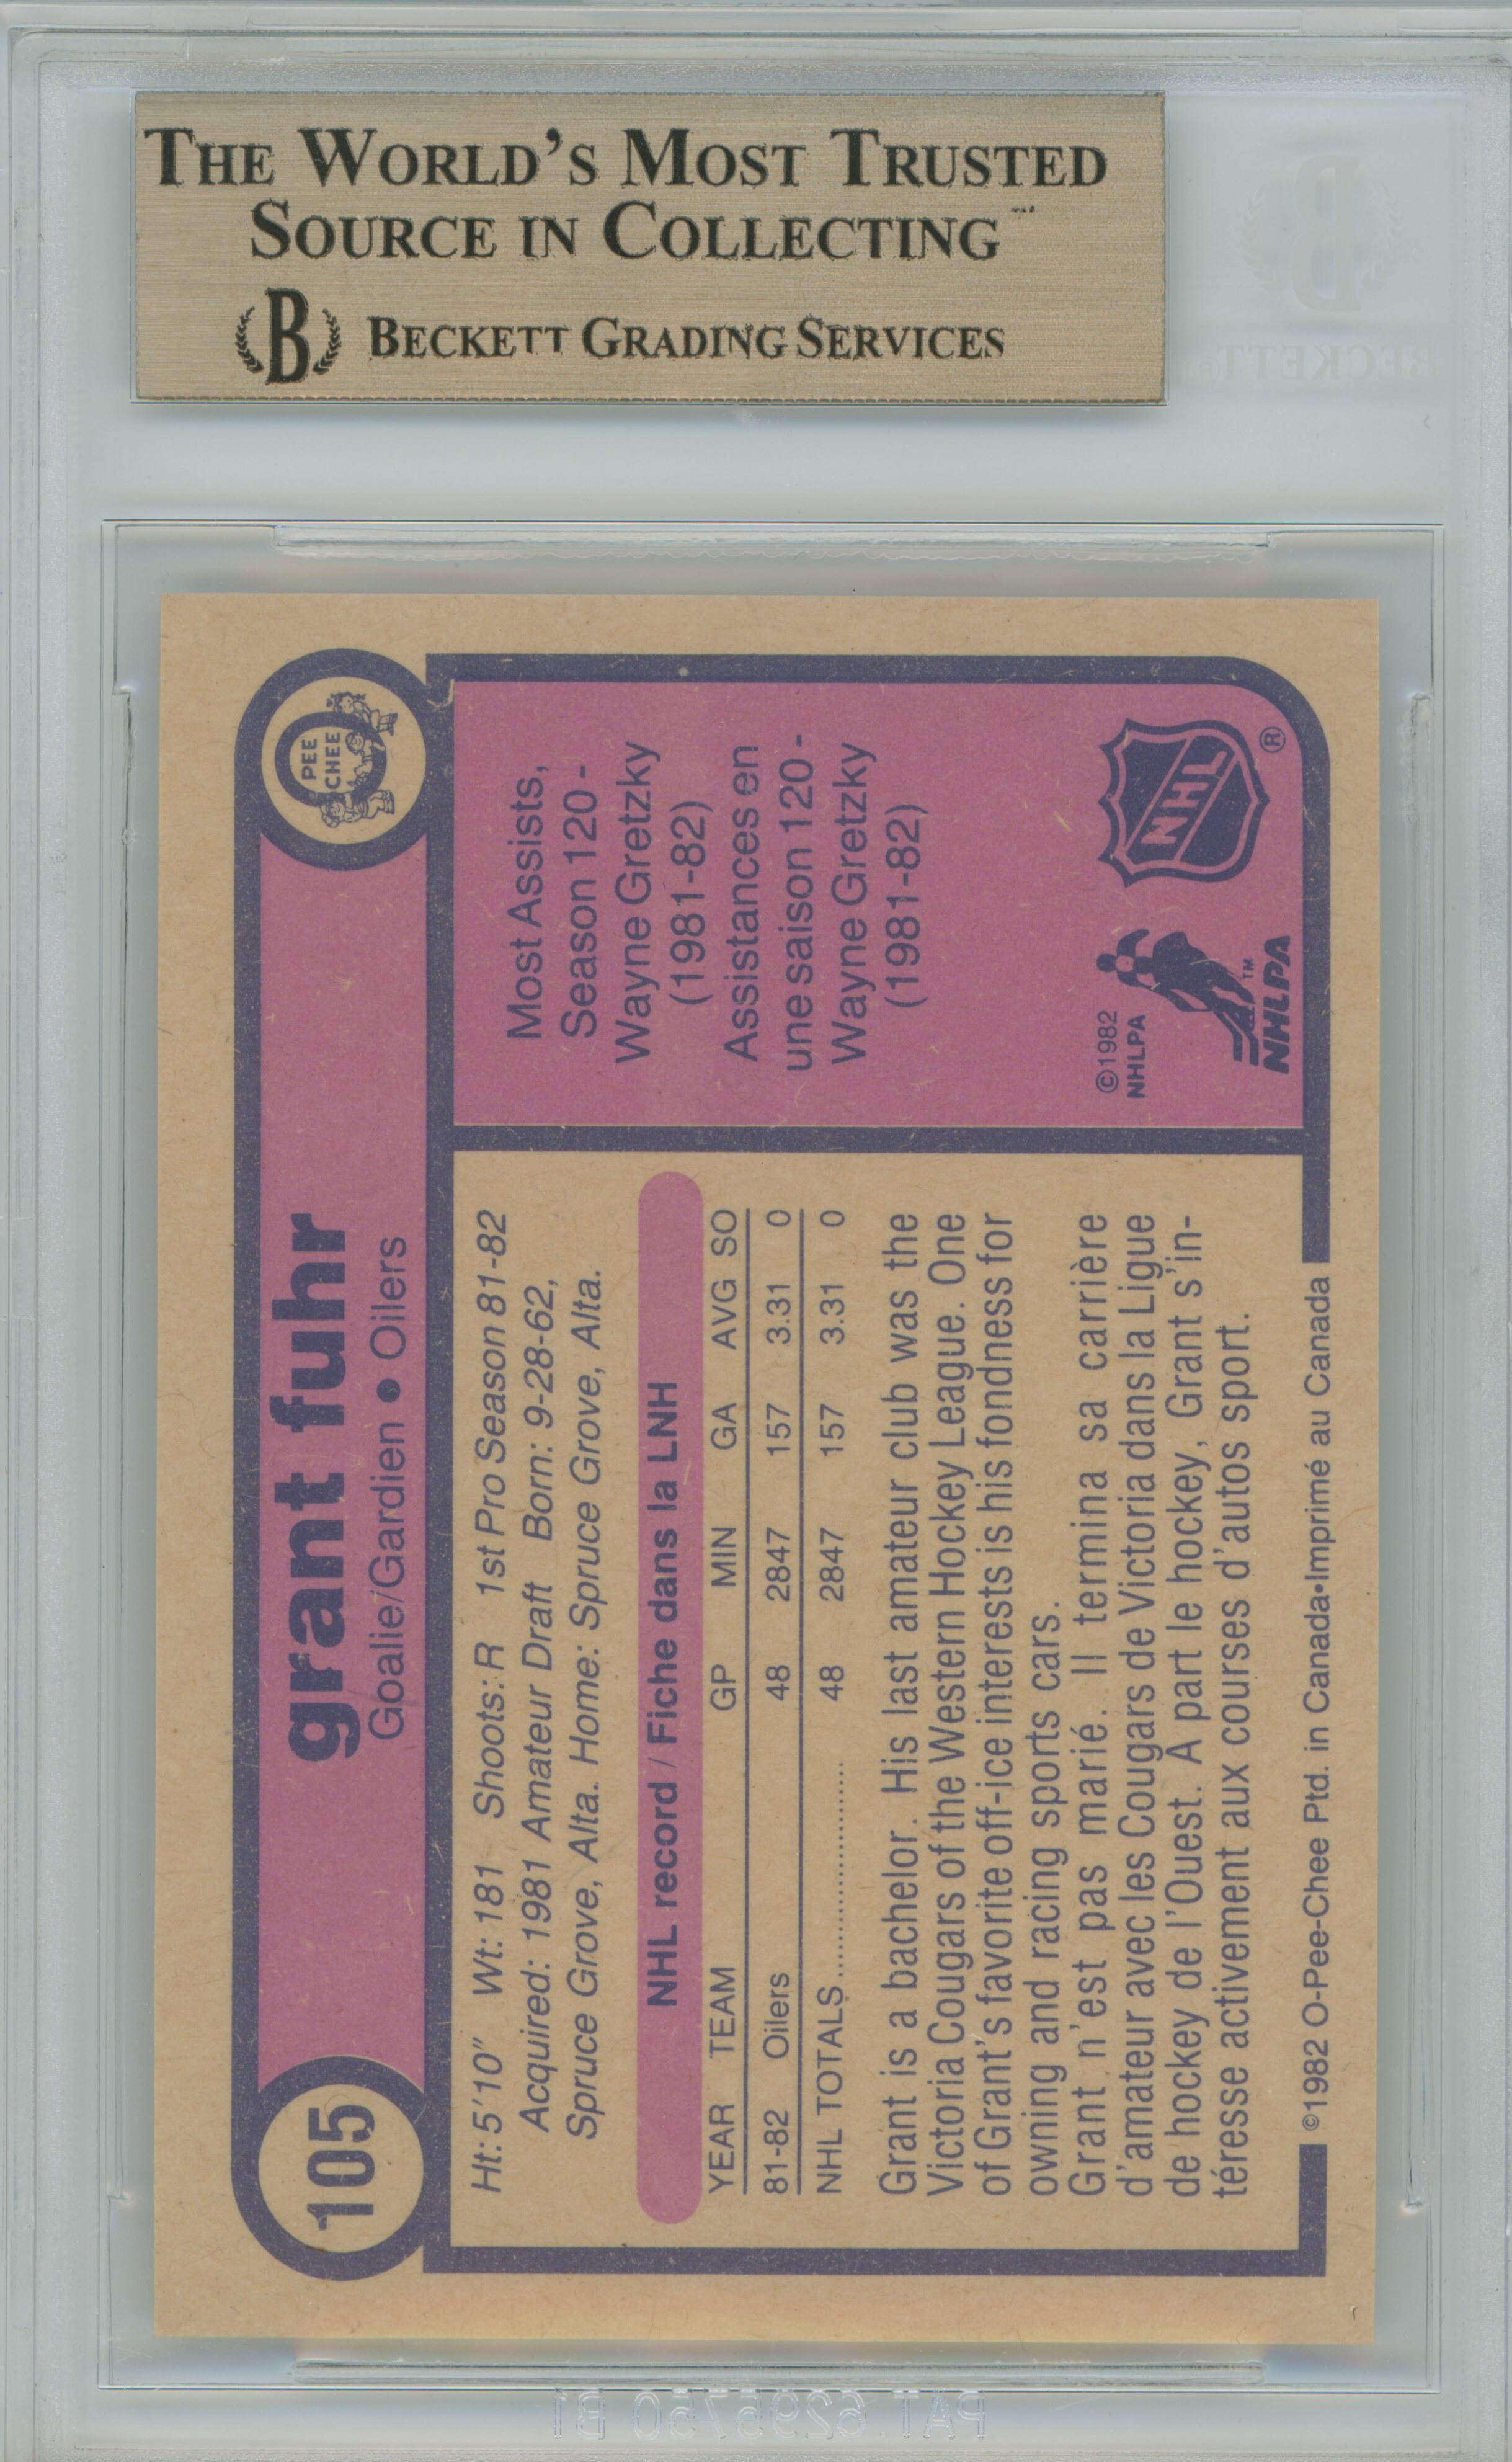 THE WORLD'S MOST TRUSTED
SOURCE IN COLLECTING™
B BECKETT GRADING SERVICES
B
BECKETT
105
grant fuhr
Goalie/Gardien • Oilers
O
PEE
CHEE
Ht: 5'10" Wt: 181 Shoots: R 1st Pro Season 81-82
Acquired: 1981 Amateur Draft Born: 9-28-62,
Spruce Grove, Alta. Home: Spruce Grove, Alta.
NHL record / Fiche dans la LNH
YEAR TEAM GP MIN GA AVG SO
81-82 Oilers 48 2847 157 3.31 0
NHL TOTALS.................... 48 2847 157 3.31 0
Grant is a bachelor. His last amateur club was the
Victoria Cougars of the Western Hockey League. One
of Grant's favorite off-ice interests is his fondness for
owning and racing sports cars.
Grant n'est pas marié. Il termina sa carrière
d'amateur avec les Cougars de Victoria dans la Ligue
de hockey de l'Ouest. A part le hockey, Grant s'in-
téresse activement aux courses d'autos sport.
Most Assists,
Season 120 -
Wayne Gretzky
(1981-82)
Assistances en
une saison 120 -
Wayne Gretzky
(1981-82)
©1982
NHLPA
NHLPA™
NHL®
©1982 O-Pee-Chee Ptd. in Canada•Imprimé au Canada
PAT. 6295750 B1